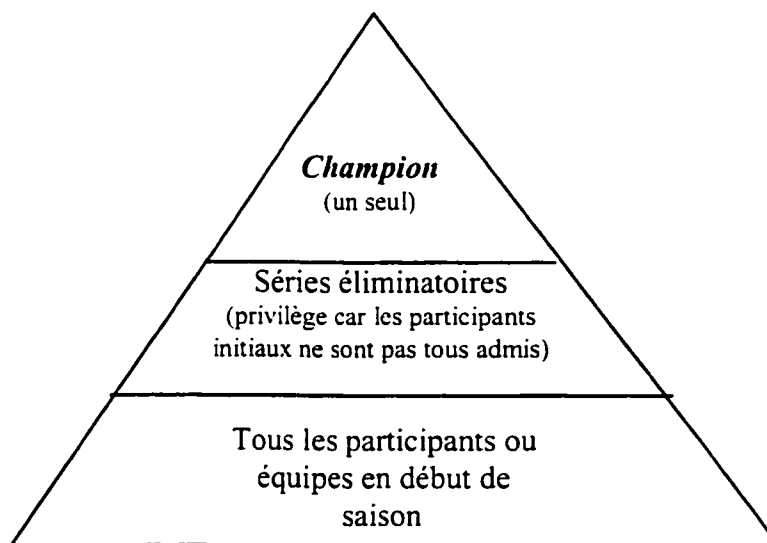 Champion
(un seul)
Séries éliminatoires
(privilège car les participants
initiaux ne sont pas tous admis)
Tous les participants ou
équipes en début de
saison